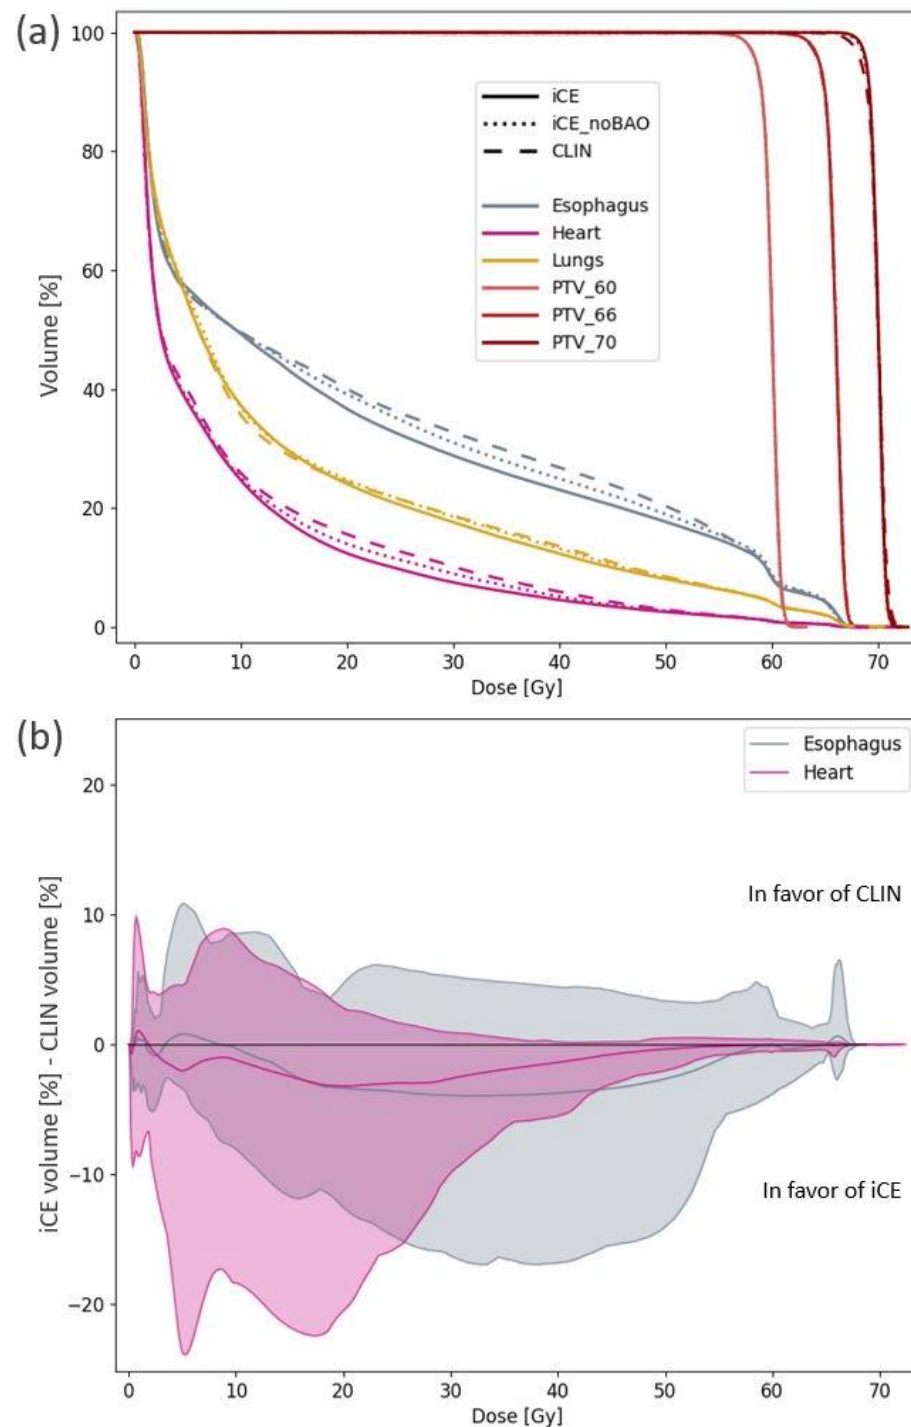 (a)
100
80
60
40
20
0
Volume [%]
iCE
iCE_noBAO
CLIN
Esophagus
Heart
Lungs
PTV_60
PTV_66
PTV_70
0 10 20 30 40 50 60 70
Dose [Gy]
(b)
20
10
0
−10
−20
iCE volume [%] - CLIN volume [%]
Esophagus
Heart
In favor of CLIN
In favor of iCE
0 10 20 30 40 50 60 70
Dose [Gy]